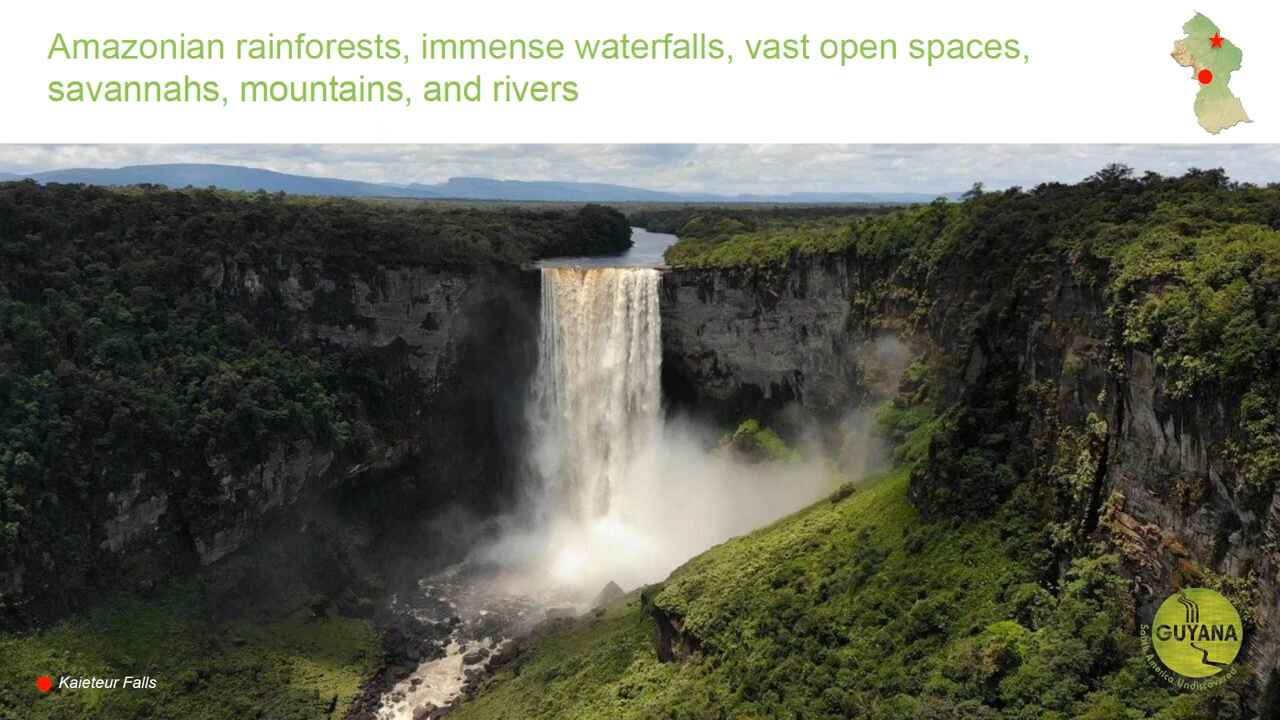 Amazonian rainforests, immense waterfalls, vast open spaces,
savannahs, mountains, and rivers
Kaieteur Falls
GUYANA
South America Undiscovered